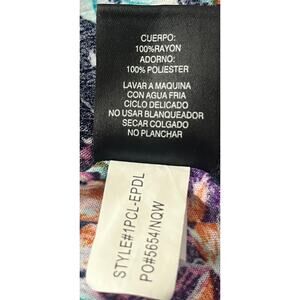 CUERPO:
100%RAYON
ADORNO:
100% POLIESTER
LAVAR A MAQUINA
CON AGUA FRIA
CICLO DELICADO
NO USAR BLANQUEADOR
SECAR COLGADO
NO PLANCHAR
STYLE#1PCL-EPDL
PO#5654/NQW